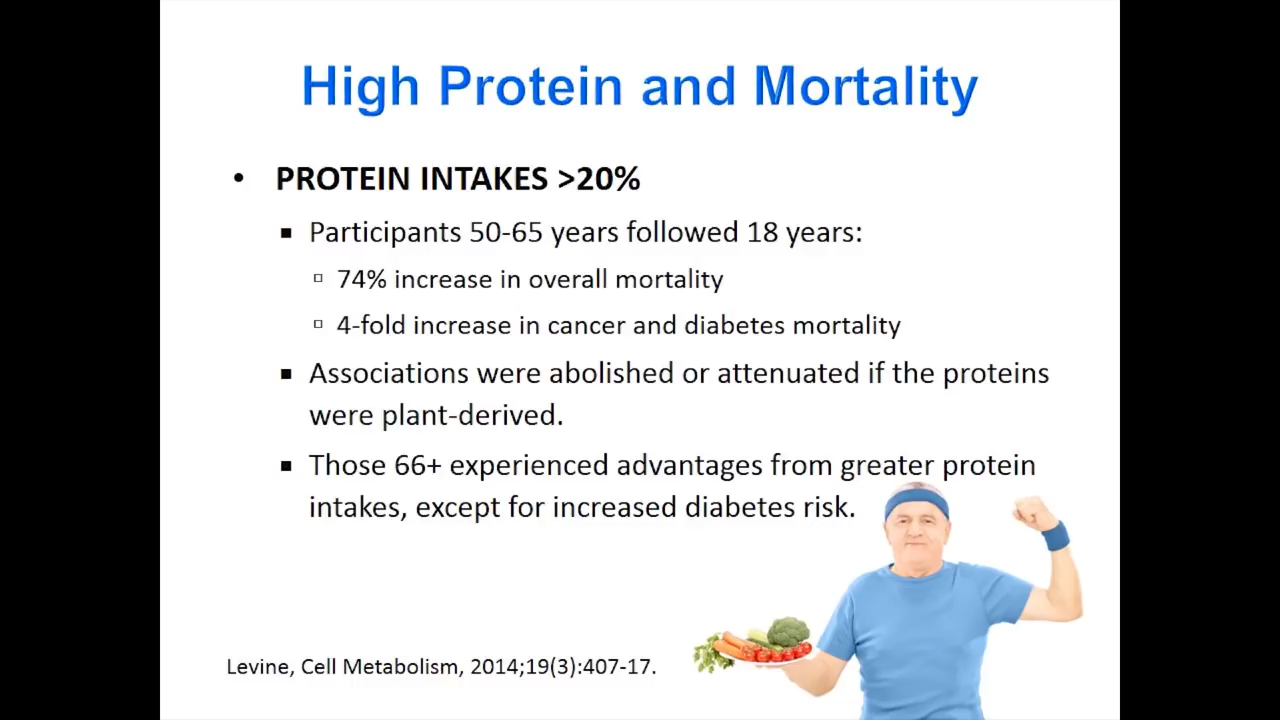 High Protein and Mortality
• PROTEIN INTAKES >20%
▪ Participants 50-65 years followed 18 years:
▫ 74% increase in overall mortality
▫ 4-fold increase in cancer and diabetes mortality
▪ Associations were abolished or attenuated if the proteins
were plant-derived.
▪ Those 66+ experienced advantages from greater protein
intakes, except for increased diabetes risk.
Levine, Cell Metabolism, 2014;19(3):407-17.